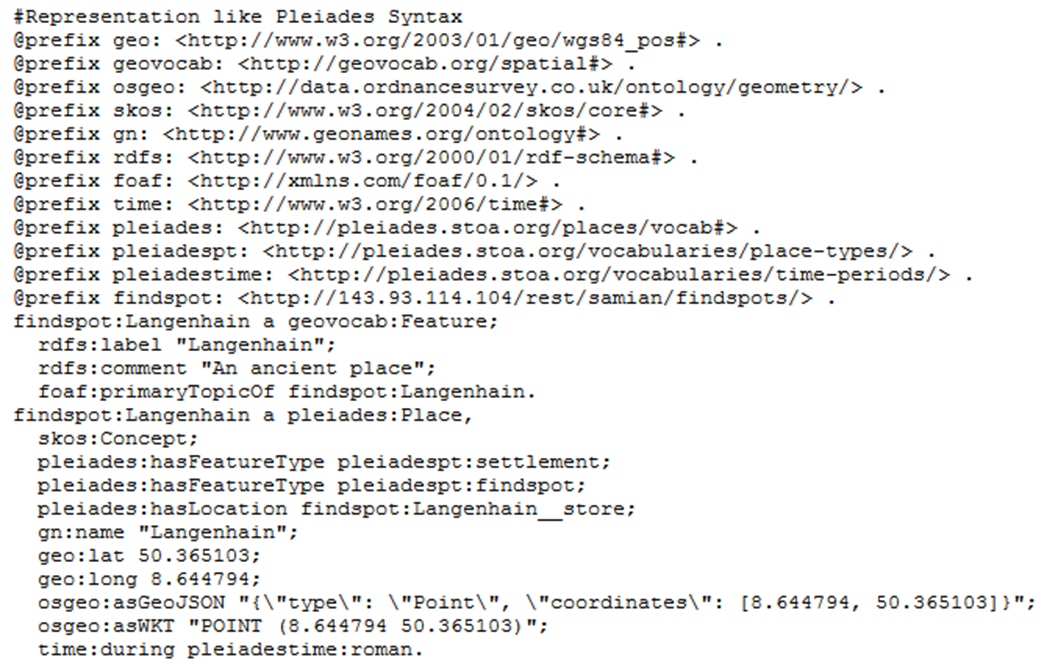 #Representation like Pleiades Syntax
@prefix geo: <http://www.w3.org/2003/01/geo/wgs84_pos#> .
@prefix geovocab: <http://geovocab.org/spatial#> .
@prefix osgeo: <http://data.ordnancesurvey.co.uk/ontology/geometry/> .
@prefix skos: <http://www.w3.org/2004/02/skos/core#> .
@prefix gn: <http://www.geonames.org/ontology#> .
@prefix rdfs: <http://www.w3.org/2000/01/rdf-schema#> .
@prefix foaf: <http://xmlns.com/foaf/0.1/> .
@prefix time: <http://www.w3.org/2006/time#> .
@prefix pleiades: <http://pleiades.stoa.org/places/vocab#> .
@prefix pleiadespt: <http://pleiades.stoa.org/vocabularies/place-types/> .
@prefix pleiadestime: <http://pleiades.stoa.org/vocabularies/time-periods/> .
@prefix findspot: <http://143.93.114.104/rest/samian/findspots/> .
findspot:Langenhain a geovocab:Feature;
  rdfs:label "Langenhain";
  rdfs:comment "An ancient place";
  foaf:primaryTopicOf findspot:Langenhain.
findspot:Langenhain a pleiades:Place,
  skos:Concept;
  pleiades:hasFeatureType pleiadespt:settlement;
  pleiades:hasFeatureType pleiadespt:findspot;
  pleiades:hasLocation findspot:Langenhain__store;
  gn:name "Langenhain";
  geo:lat 50.365103;
  geo:long 8.644794;
  osgeo:asGeoJSON "{\"type\": \"Point\", \"coordinates\": [8.644794, 50.365103]}";
  osgeo:asWKT "POINT (8.644794 50.365103)";
  time:during pleiadestime:roman.